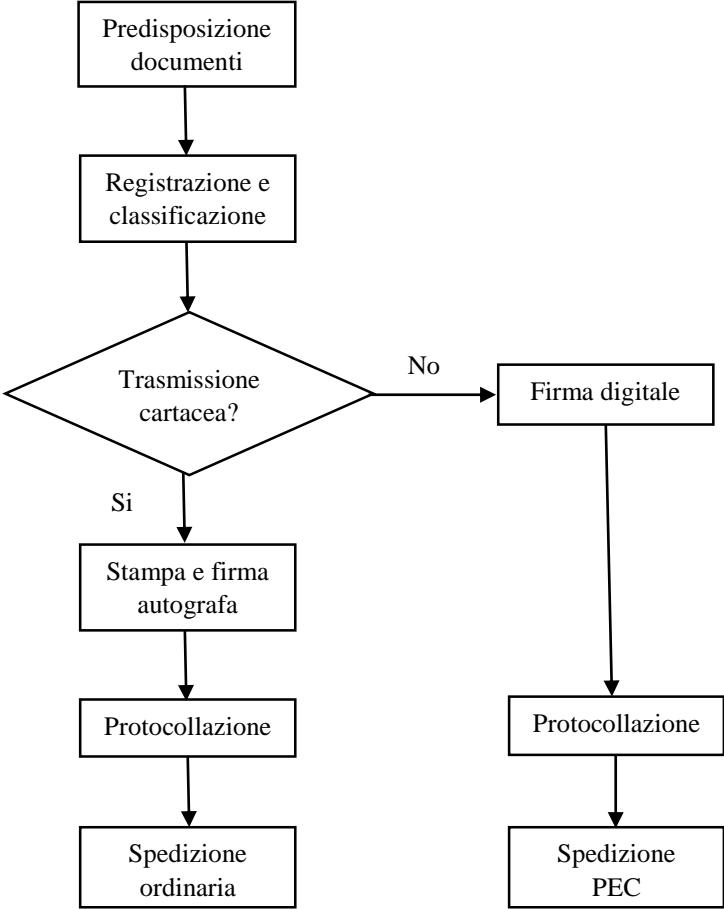 Predisposizione
documenti
Registrazione e
classificazione
Trasmissione
cartacea?
No
Firma digitale
Si
Stampa e firma
autografa
Protocollazione
Protocollazione
Spedizione
ordinaria
Spedizione
PEC